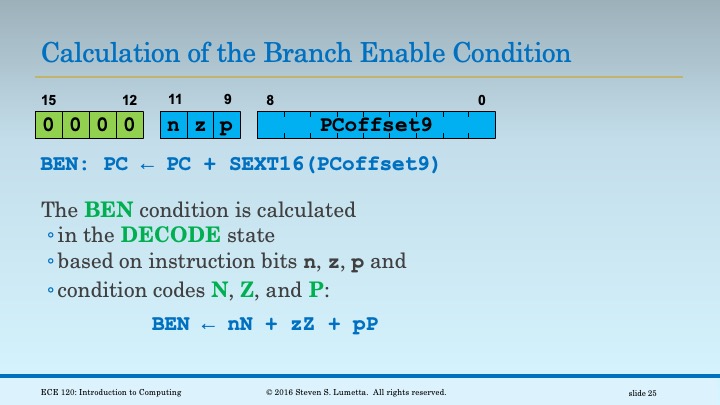 Calculation of the Branch Enable Condition
15 12 11 9 8 0
0 0 0 0 n z p PCoffset9
BEN: PC ← PC + SEXT16(PCoffset9)
The BEN condition is calculated
◦in the DECODE state
◦based on instruction bits n, z, p and
◦condition codes N, Z, and P:
BEN ← nN + zZ + pP
ECE 120: Introduction to Computing © 2016 Steven S. Lumetta. All rights reserved. slide 25